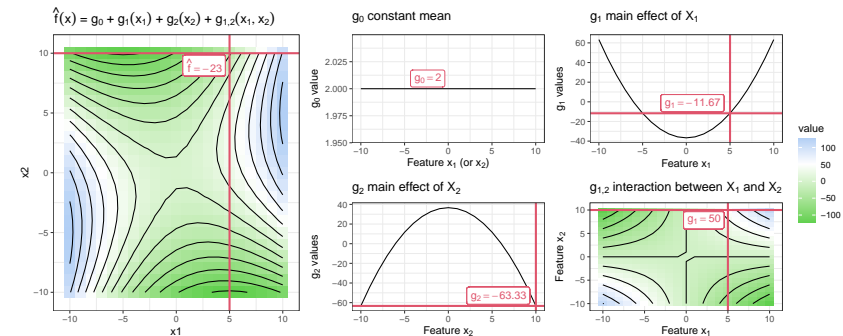 f̂(x) = g₀ + g₁(x₁) + g₂(x₂) + g₁,₂(x₁, x₂)
10
5
0
−5
−10
x2
f̂ = −23
−10
−5
0
5
10
x1
g₀ constant mean
2.025
2.000
1.975
1.950
g₀ value
g₀ = 2
−10
−5
0
5
10
Feature x₁ (or x₂)
g₁ main effect of X₁
60
40
20
0
−20
−40
g₁ values
g₁ = −11.67
−10
−5
0
5
10
Feature x₁
g₂ main effect of X₂
40
20
0
−20
−40
−60
g₂ values
g₂ = −63.33
−10
−5
0
5
10
Feature x₂
g₁,₂ interaction between X₁ and X₂
10
5
0
−5
−10
Feature x₂
g₁ = 50
−10
−5
0
5
10
Feature x₁
value
100
50
0
−50
−100